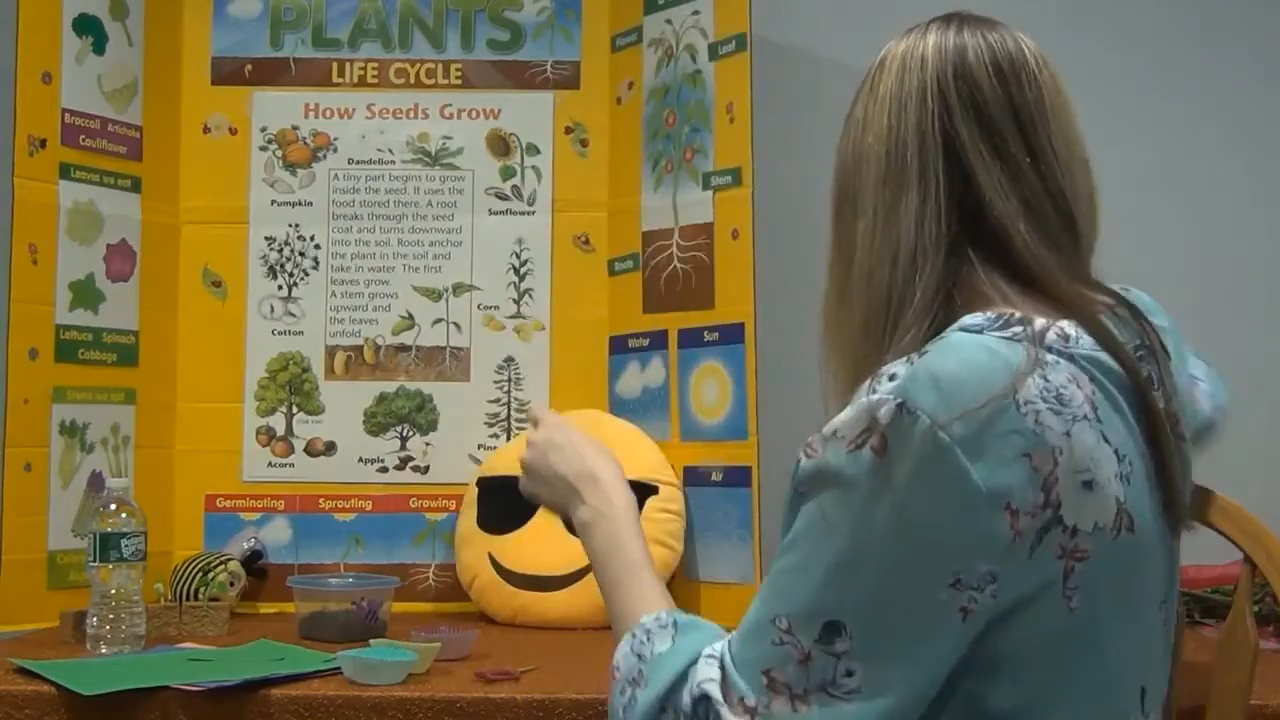 PLANTS
LIFE CYCLE
Broccoli Artichoke
Cauliflower
Leaves we eat
Lettuce Spinach
Cabbage
Stems we eat
How Seeds Grow
Pumpkin
Dandelion
Sunflower
Cotton
Corn
Acorn
Apple
Pine
A tiny part begins to grow
inside the seed. It uses the
food stored there. A root
breaks through the seed
coat and turns downward
into the soil. Roots anchor
the plant in the soil and
take in water. The first
leaves grow.
A stem grows
upward and
the leaves
unfold.
Germinating Sprouting Growing
Flower
Leaf
Stem
Roots
Water
Sun
Air